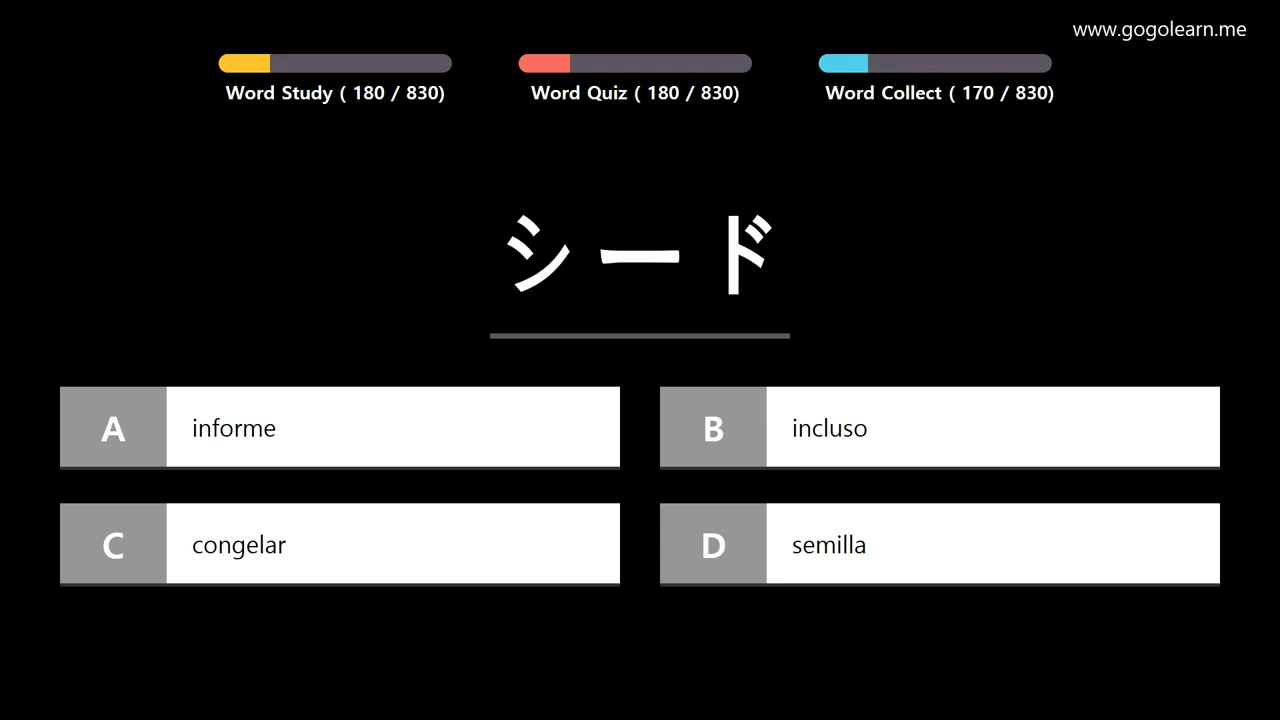 www.gogolearn.me
Word Study ( 180 / 830)
Word Quiz ( 180 / 830)
Word Collect ( 170 / 830)
シード
A informe
B incluso
C congelar
D semilla